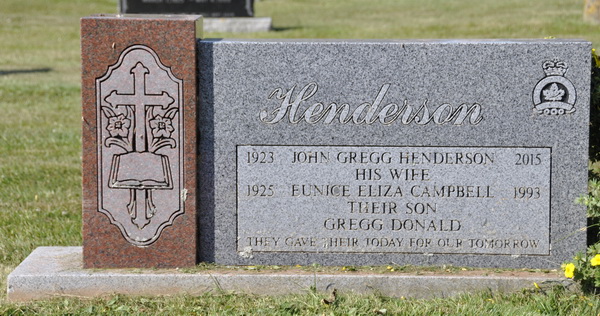 Henderson
1923 JOHN GREGG HENDERSON 2015
HIS WIFE
1925 EUNICE ELIZA CAMPBELL 1993
THEIR SON
GREGG DONALD
THEY GAVE THEIR TODAY FOR OUR TOMORROW